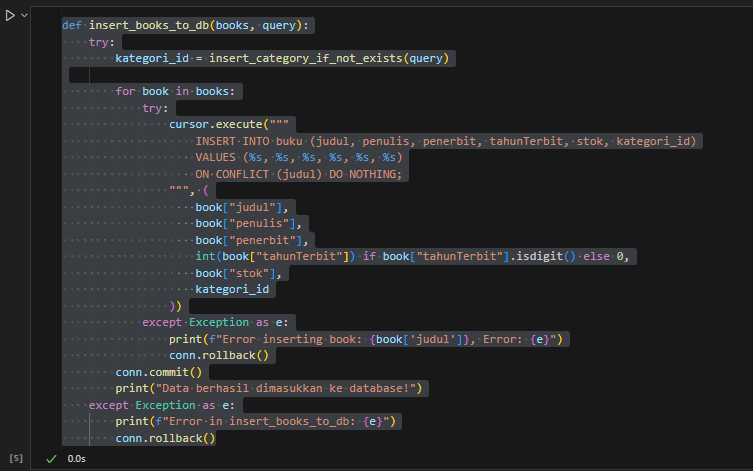 def insert_books_to_db(books, query):
    try:
        kategori_id = insert_category_if_not_exists(query)
        for book in books:
            try:
                cursor.execute("""
                    INSERT INTO buku (judul, penulis, penerbit, tahunTerbit, stok, kategori_id)
                    VALUES (%s, %s, %s, %s, %s, %s)
                    ON CONFLICT (judul) DO NOTHING;
                """, (
                    book["judul"],
                    book["penulis"],
                    book["penerbit"],
                    int(book["tahunTerbit"]) if book["tahunTerbit"].isdigit() else 0,
                    book["stok"],
                    kategori_id
                ))
            except Exception as e:
                print(f"Error inserting book: {book['judul']}, Error: {e}")
                conn.rollback()
        conn.commit()
        print("Data berhasil dimasukkan ke database!")
    except Exception as e:
        print(f"Error in insert_books_to_db: {e}")
        conn.rollback()
[5] 0.0s